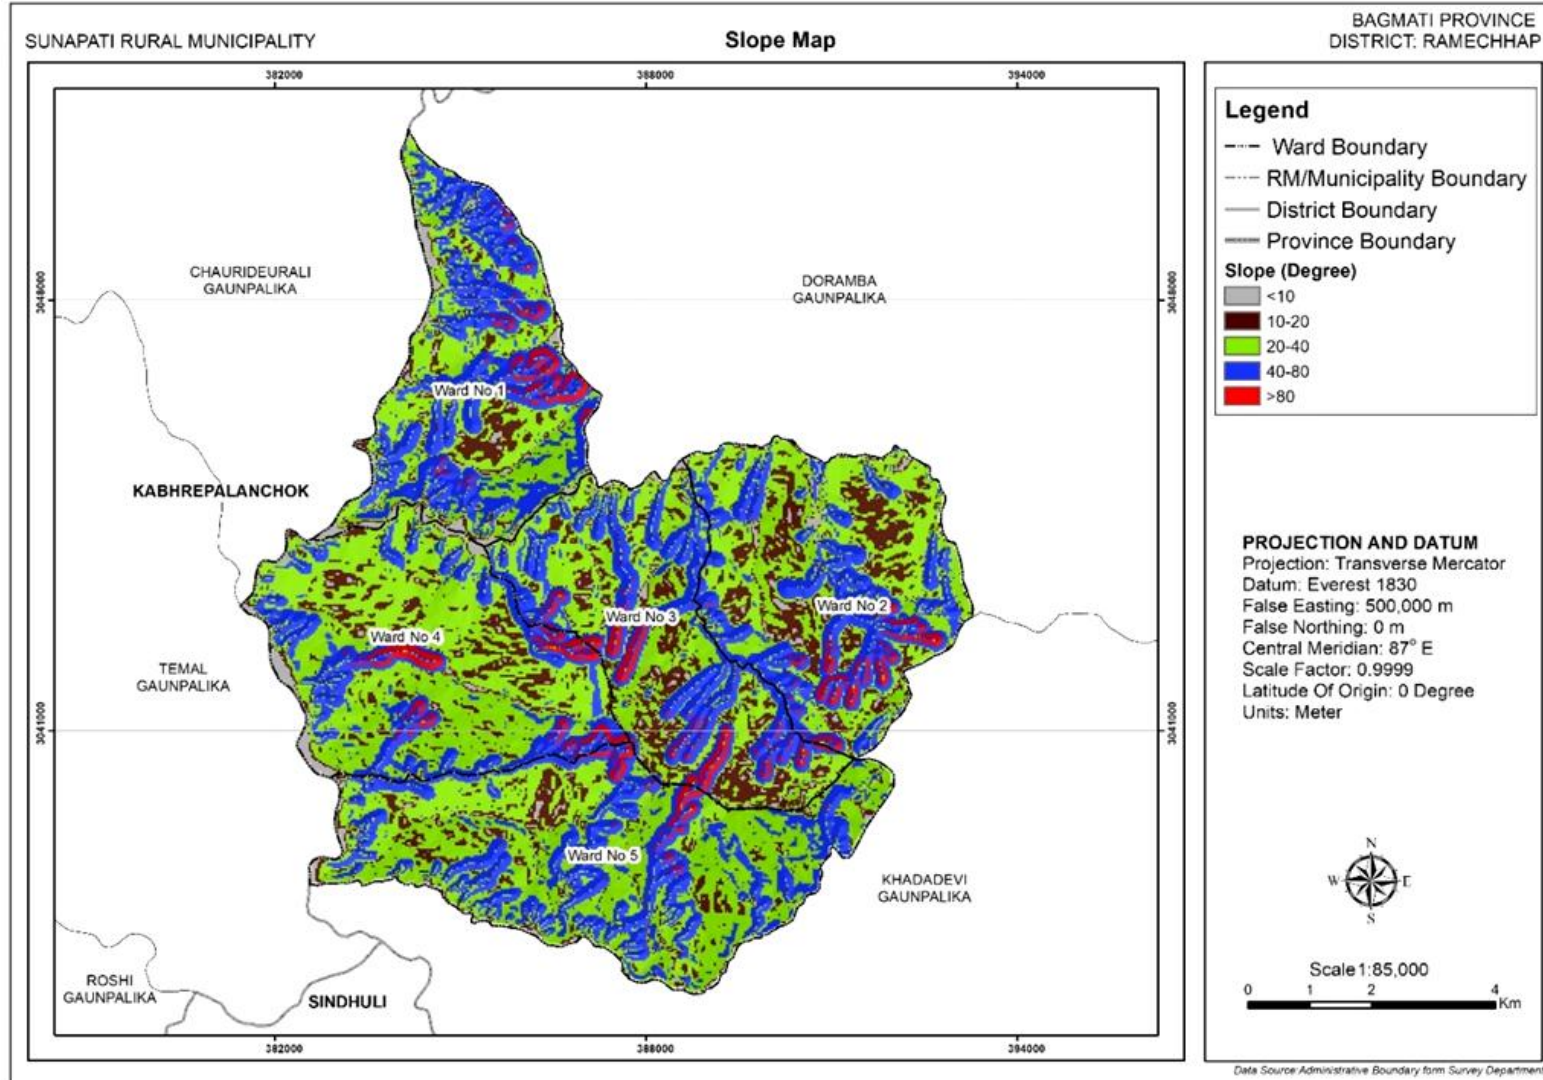 SUNAPATI RURAL MUNICIPALITY
Slope Map
BAGMATI PROVINCE
DISTRICT: RAMECHHAP
382000
388000
394000
3048000
3048000
3041000
3041000
382000
388000
394000
CHAURIDEURALI
GAUNPALIKA
DORAMBA
GAUNPALIKA
Ward No 1
KABHREPALANCHOK
Ward No 2
Ward No 3
Ward No 4
TEMAL
GAUNPALIKA
Ward No 5
KHADADEVI
GAUNPALIKA
ROSHI
GAUNPALIKA
SINDHULI
Legend
Ward Boundary
RM/Municipality Boundary
District Boundary
Province Boundary
Slope (Degree)
<10
10-20
20-40
40-80
>80
PROJECTION AND DATUM
Projection: Transverse Mercator
Datum: Everest 1830
False Easting: 500,000 m
False Northing: 0 m
Central Meridian: 87° E
Scale Factor: 0.9999
Latitude Of Origin: 0 Degree
Units: Meter
N
W E
S
Scale1:85,000
0 1 2 4
Km
Data Source:Administrative Boundary form Survey Department